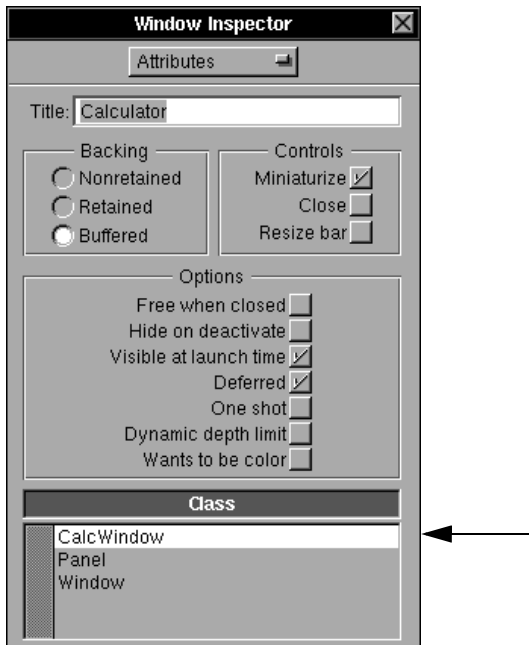 Window Inspector
Attributes
Title: Calculator
Backing
Nonretained
Retained
Buffered
Controls
Miniaturize
Close
Resize bar
Options
Free when closed
Hide on deactivate
Visible at launch time
Deferred
One shot
Dynamic depth limit
Wants to be color
Class
CalcWindow
Panel
Window